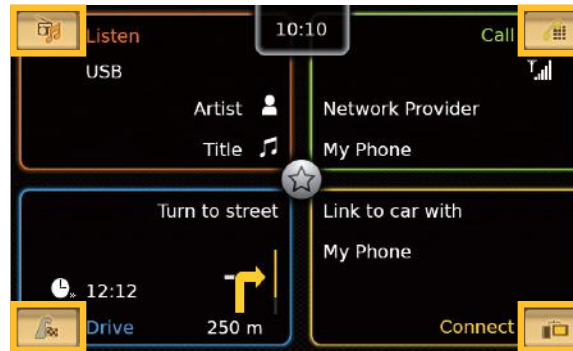 Listen
10:10
Call
USB
Artist
Title
Network Provider
My Phone
Turn to street
12:12
Drive
250 m
Link to car with
My Phone
Connect